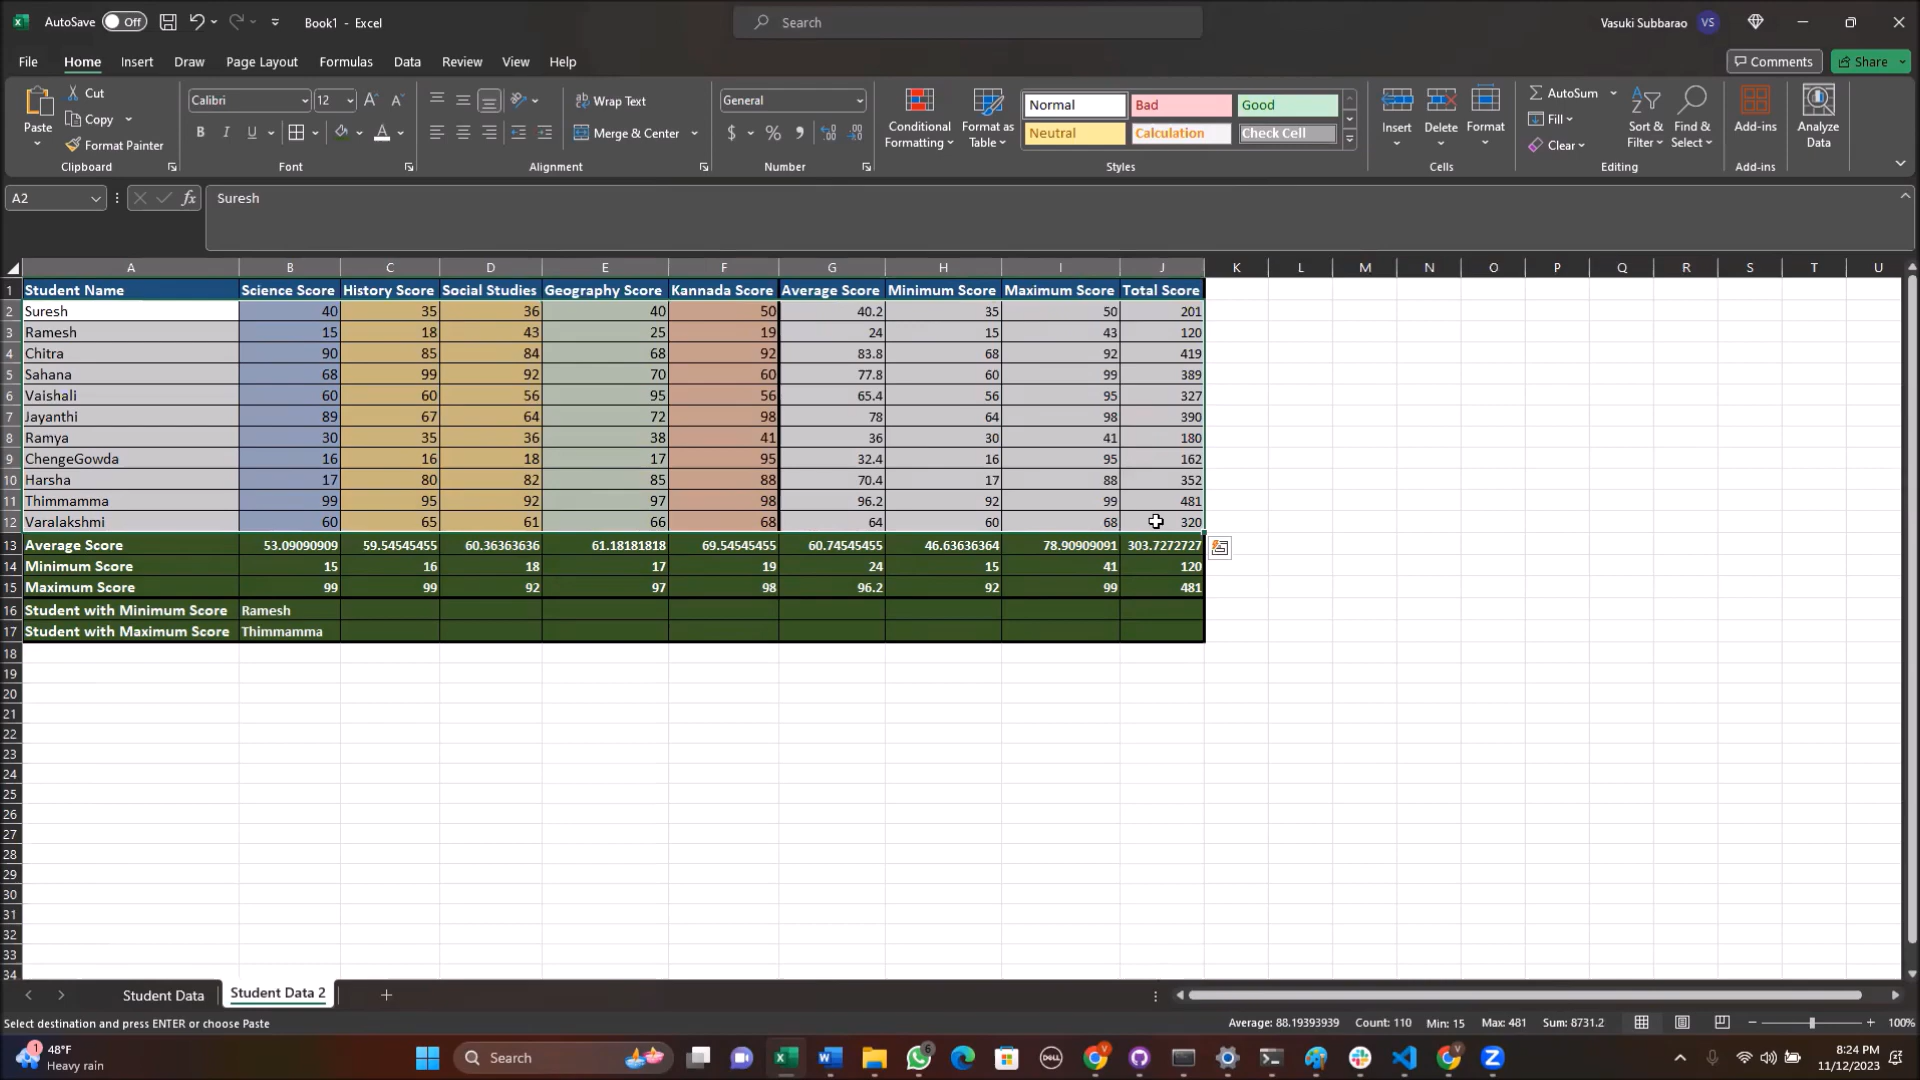 AutoSave Off Book1 - Excel Search Vasuki Subbarao VS
File Home Insert Draw Page Layout Formulas Data Review View Help Comments Share
Paste Cut Copy Format Painter Clipboard
Calibri 12 B I U A Font
Wrap Text Merge & Center Alignment
General $ % , Number
Conditional Formatting Format as Table Normal Bad Good Neutral Calculation Check Cell Styles
Insert Delete Format Cells
AutoSum Fill Clear Sort & Filter Find & Select Editing
Add-ins Add-ins Analyze Data
A2 fx Suresh
A B C D E F G H I J K L M N O P Q R S T U
1 Student Name Science Score History Score Social Studies Geography Score Kannada Score Average Score Minimum Score Maximum Score Total Score
2 Suresh 40 35 36 40 50 40.2 35 50 201
3 Ramesh 15 18 43 25 19 24 15 43 120
4 Chitra 90 85 84 68 92 83.8 68 92 419
5 Sahana 68 99 92 70 60 77.8 60 99 389
6 Vaishali 60 60 56 95 56 65.4 56 95 327
7 Jayanthi 89 67 64 72 98 78 64 98 390
8 Ramya 30 35 36 38 41 36 30 41 180
9 ChengeGowda 16 16 18 17 95 32.4 16 95 162
10 Harsha 17 80 82 85 88 70.4 17 88 352
11 Thimmamma 99 95 92 97 98 96.2 92 99 481
12 Varalakshmi 60 65 61 66 68 64 60 68 320
13 Average Score 53.09090909 59.54545455 60.36363636 61.18181818 69.54545455 60.74545455 46.63636364 78.90909091 303.7272727
14 Minimum Score 15 16 18 17 19 24 15 41 120
15 Maximum Score 99 99 92 97 98 96.2 92 99 481
16 Student with Minimum Score Ramesh
17 Student with Maximum Score Thimmamma
18
19
20
21
22
23
24
25
26
27
28
29
30
31
32
33
34
Student Data Student Data 2
Select destination and press ENTER or choose Paste Average: 88.19393939 Count: 110 Min: 15 Max: 481 Sum: 8731.2 100%
1 48°F Search 6 DELL 8:24 PM
Heavy rain 11/12/2023